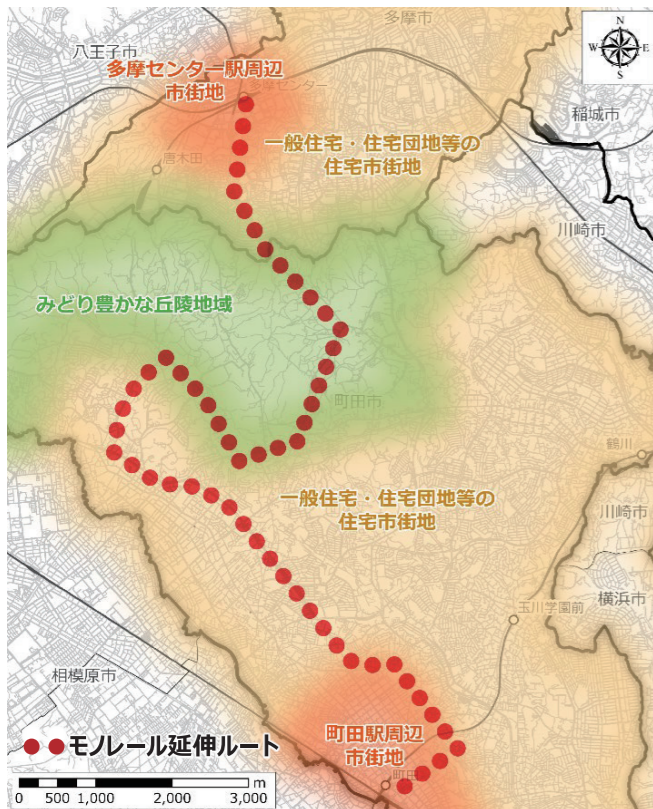 多摩市
N
W E
S
八王子市
多摩センター駅周辺
市街地
多摩センター
稲城市
一般住宅・住宅団地等の
住宅市街地
唐木田
川崎市
みどり豊かな丘陵地域
町田市
鶴川
一般住宅・住宅団地等の
住宅市街地
川崎市
横浜市
玉川学園前
相模原市
町田駅周辺
市街地
モノレール延伸ルート
町田
0 500 1,000 2,000 3,000 m